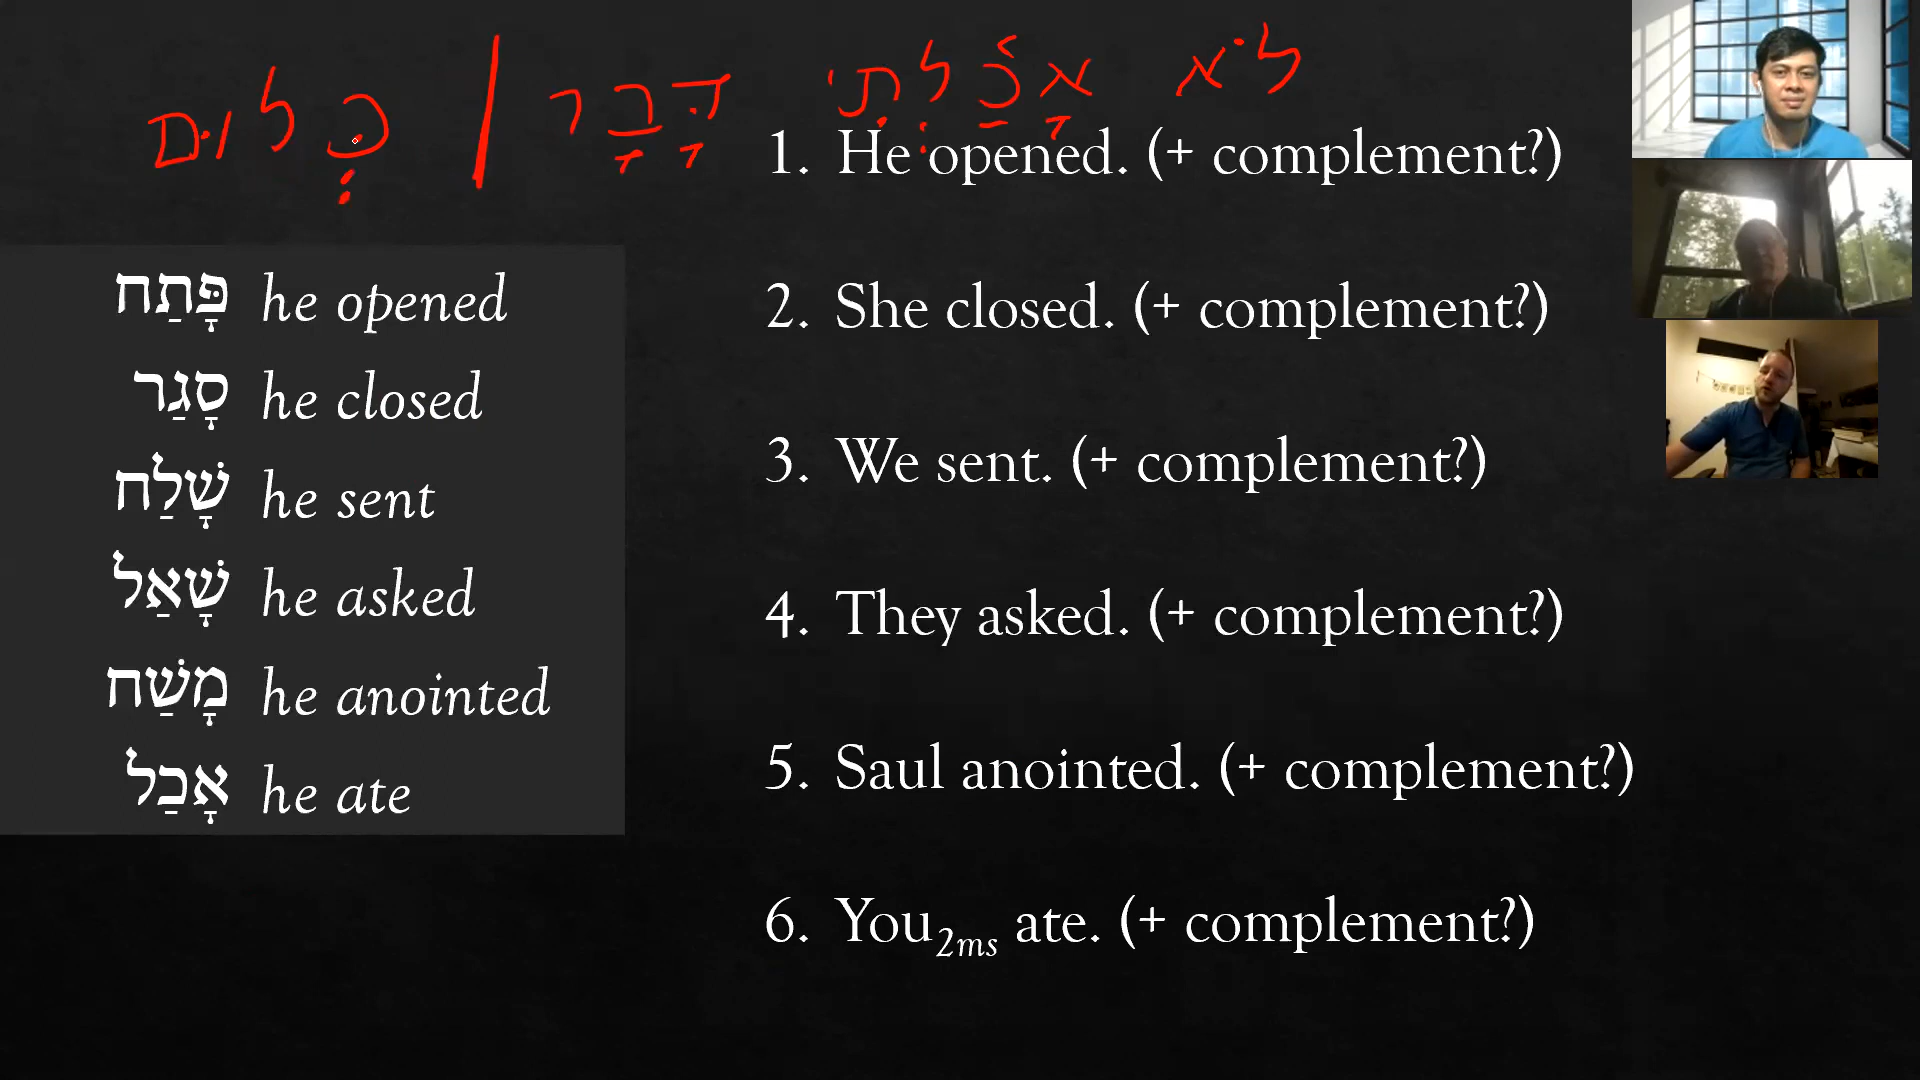 לֹא אָכַ֫לְתִּי דָּבָר | כְּלוּם
פָּתַח he opened
סָגַר he closed
שָׁלַח he sent
שָׁאַל he asked
מָשַׁח he anointed
אָכַל he ate
1. He opened. (+ complement?)
2. She closed. (+ complement?)
3. We sent. (+ complement?)
4. They asked. (+ complement?)
5. Saul anointed. (+ complement?)
6. You2ms ate. (+ complement?)